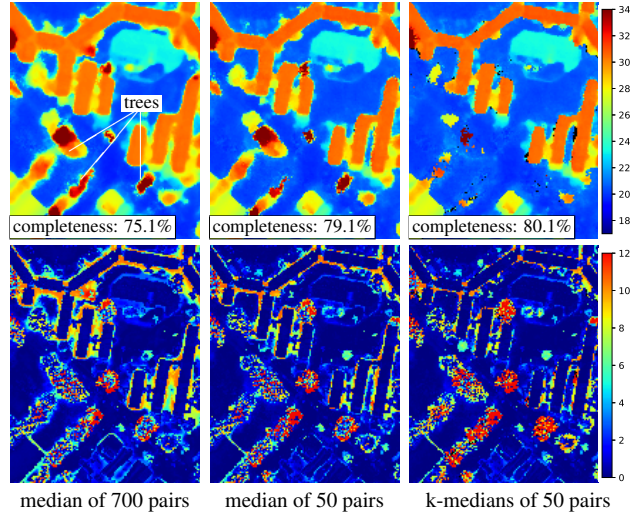 trees
completeness: 75.1%
completeness: 79.1%
completeness: 80.1%
34
32
30
28
26
24
22
20
18
12
10
8
6
4
2
0
median of 700 pairs
median of 50 pairs
k-medians of 50 pairs